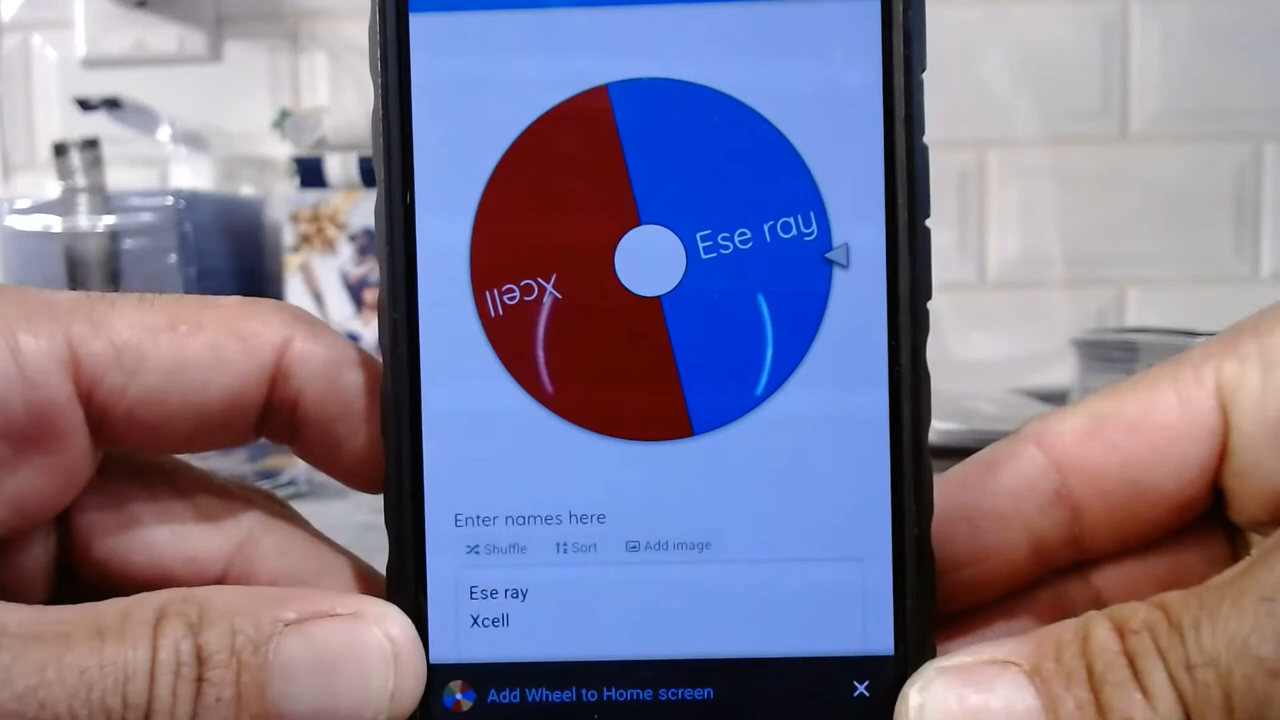 Ese ray
Xcell
Enter names here
Shuffle Sort Add image
Ese ray
Xcell
Add Wheel to Home screen